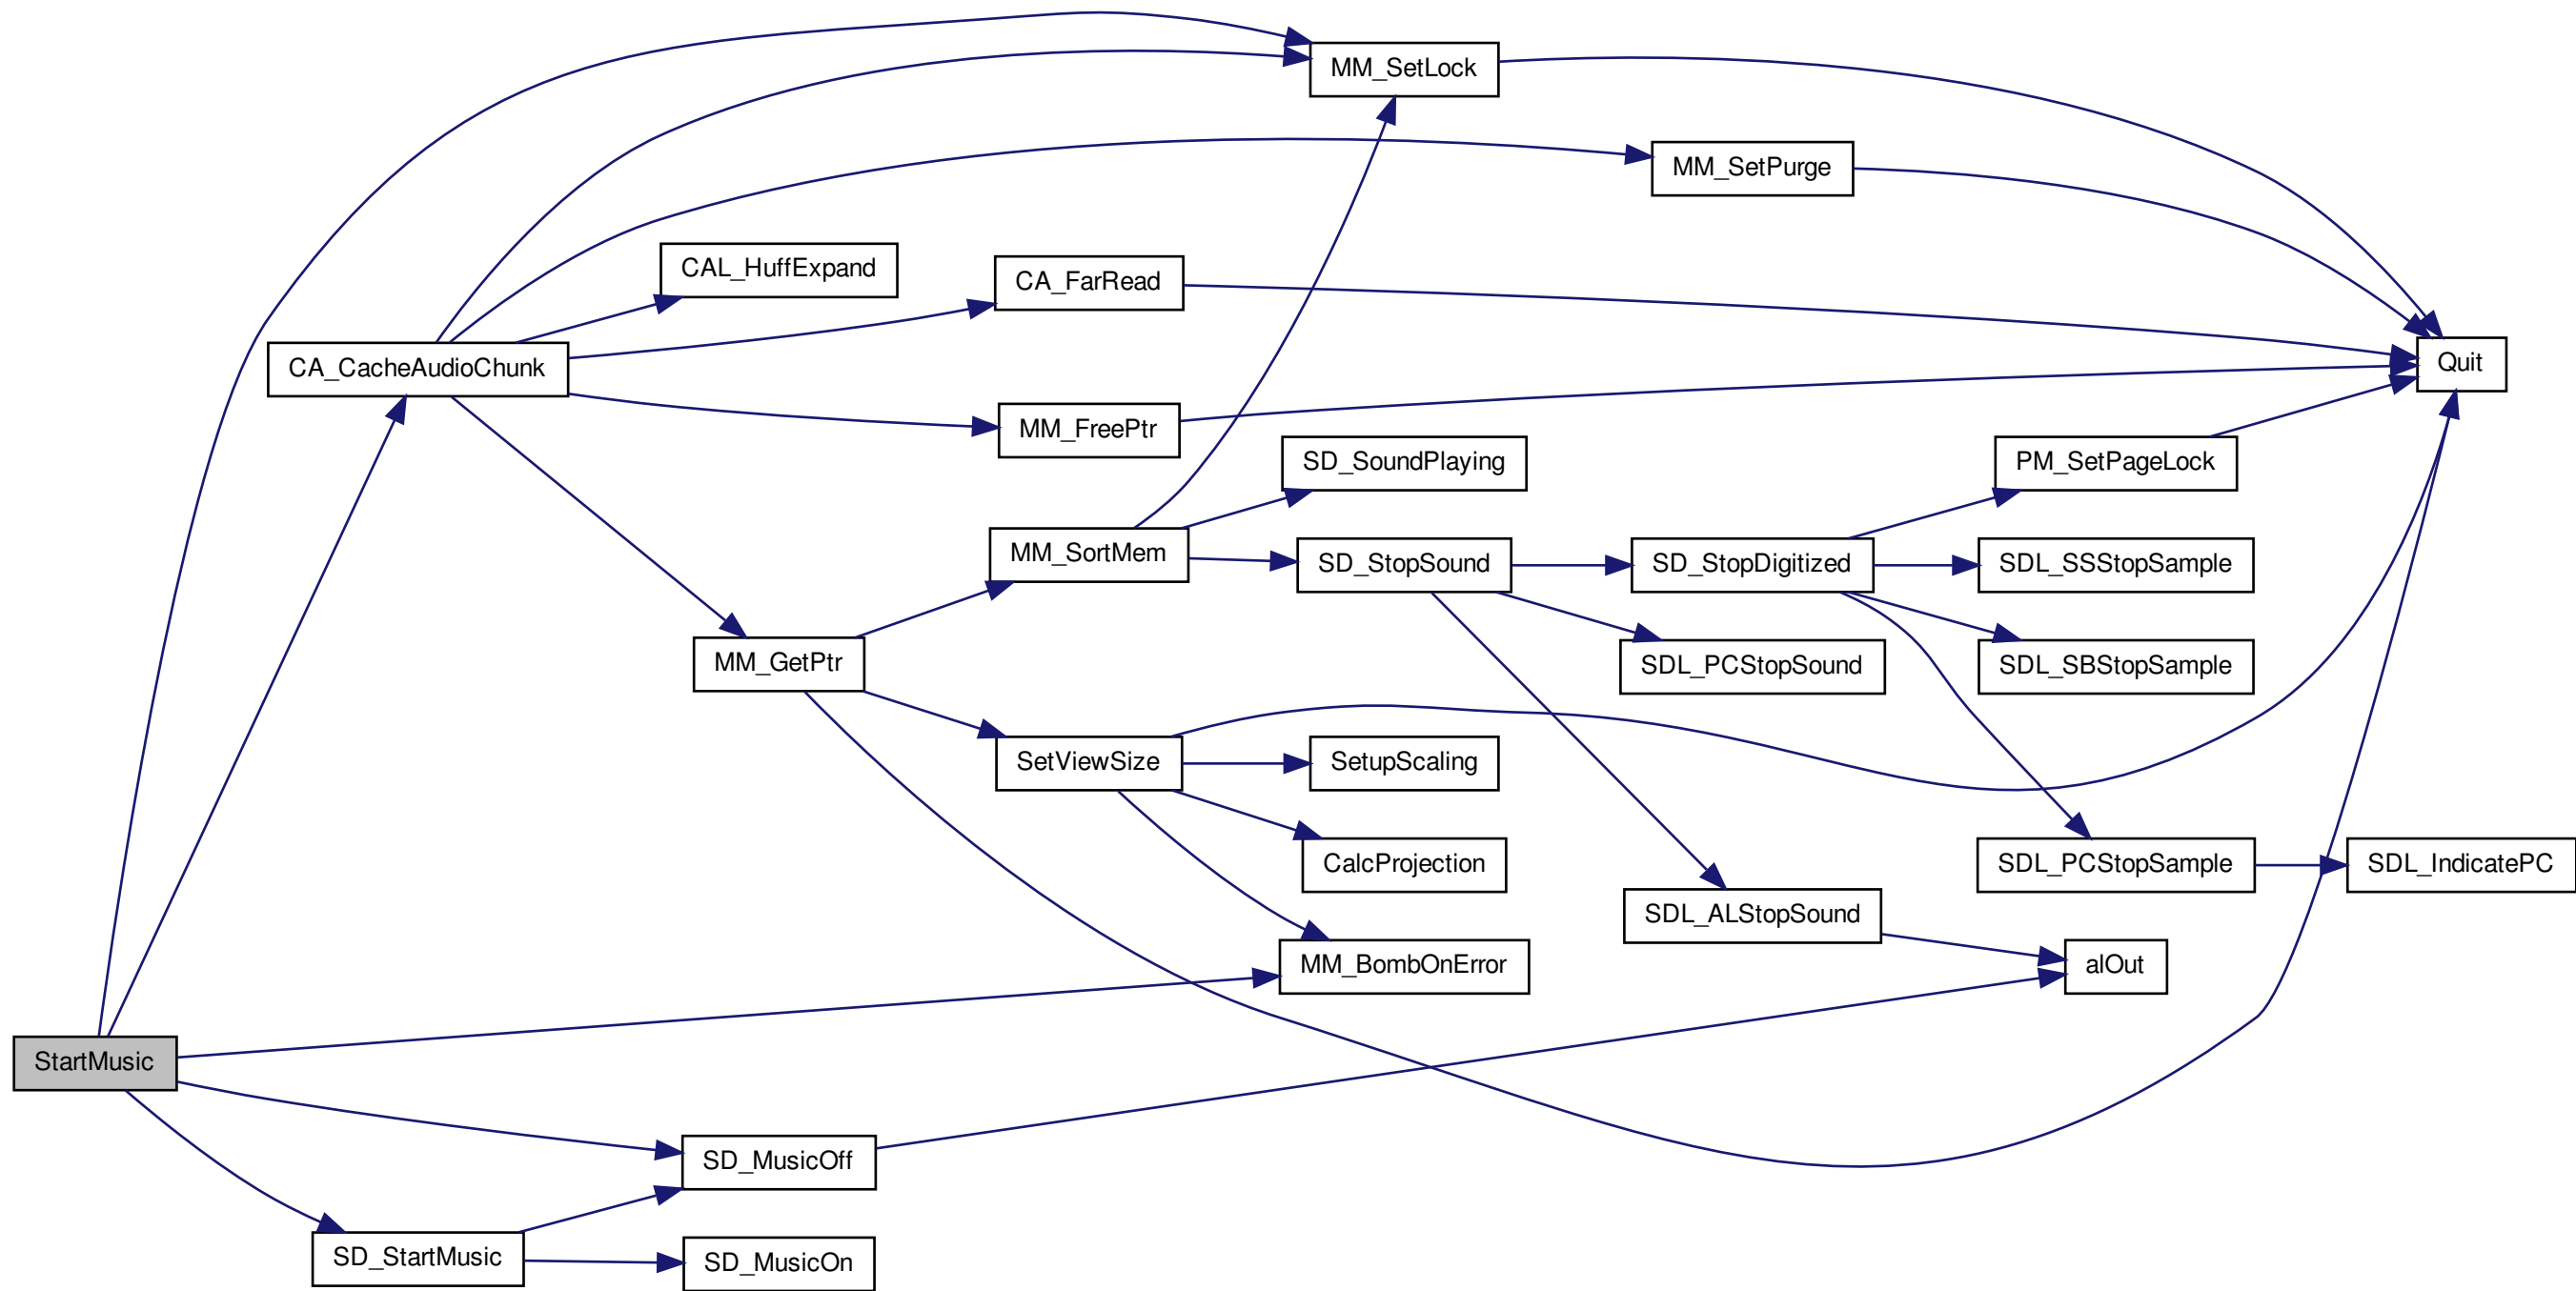 MM_SetLock
MM_SetPurge
CAL_HuffExpand
CA_FarRead
CA_CacheAudioChunk
Quit
MM_FreePtr
SD_SoundPlaying
PM_SetPageLock
MM_SortMem
SD_StopSound
SD_StopDigitized
SDL_SSStopSample
MM_GetPtr
SDL_PCStopSound
SDL_SBStopSample
SetViewSize
SetupScaling
CalcProjection
SDL_PCStopSample
SDL_IndicatePC
SDL_ALStopSound
MM_BombOnError
alOut
StartMusic
SD_MusicOff
SD_StartMusic
SD_MusicOn